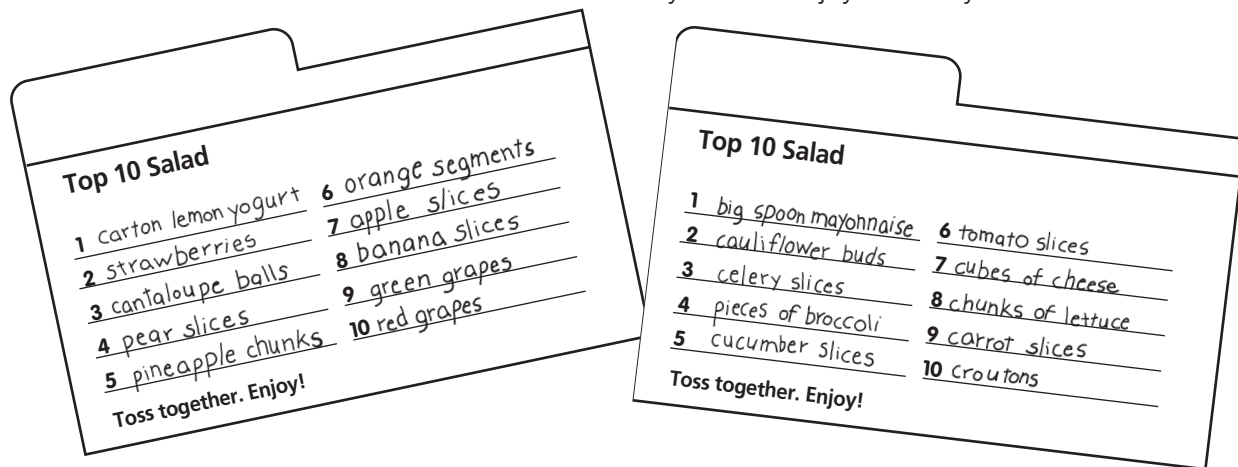 Top 10 Salad
1 carton lemon yogurt
2 strawberries
3 cantaloupe balls
4 pear slices
5 pineapple chunks
6 orange segments
7 apple slices
8 banana slices
9 green grapes
10 red grapes
Toss together. Enjoy!
Top 10 Salad
1 big spoon mayonnaise
2 cauliflower buds
3 celery slices
4 pieces of broccoli
5 cucumber slices
6 tomato slices
7 cubes of cheese
8 chunks of lettuce
9 carrot slices
10 croutons
Toss together. Enjoy!